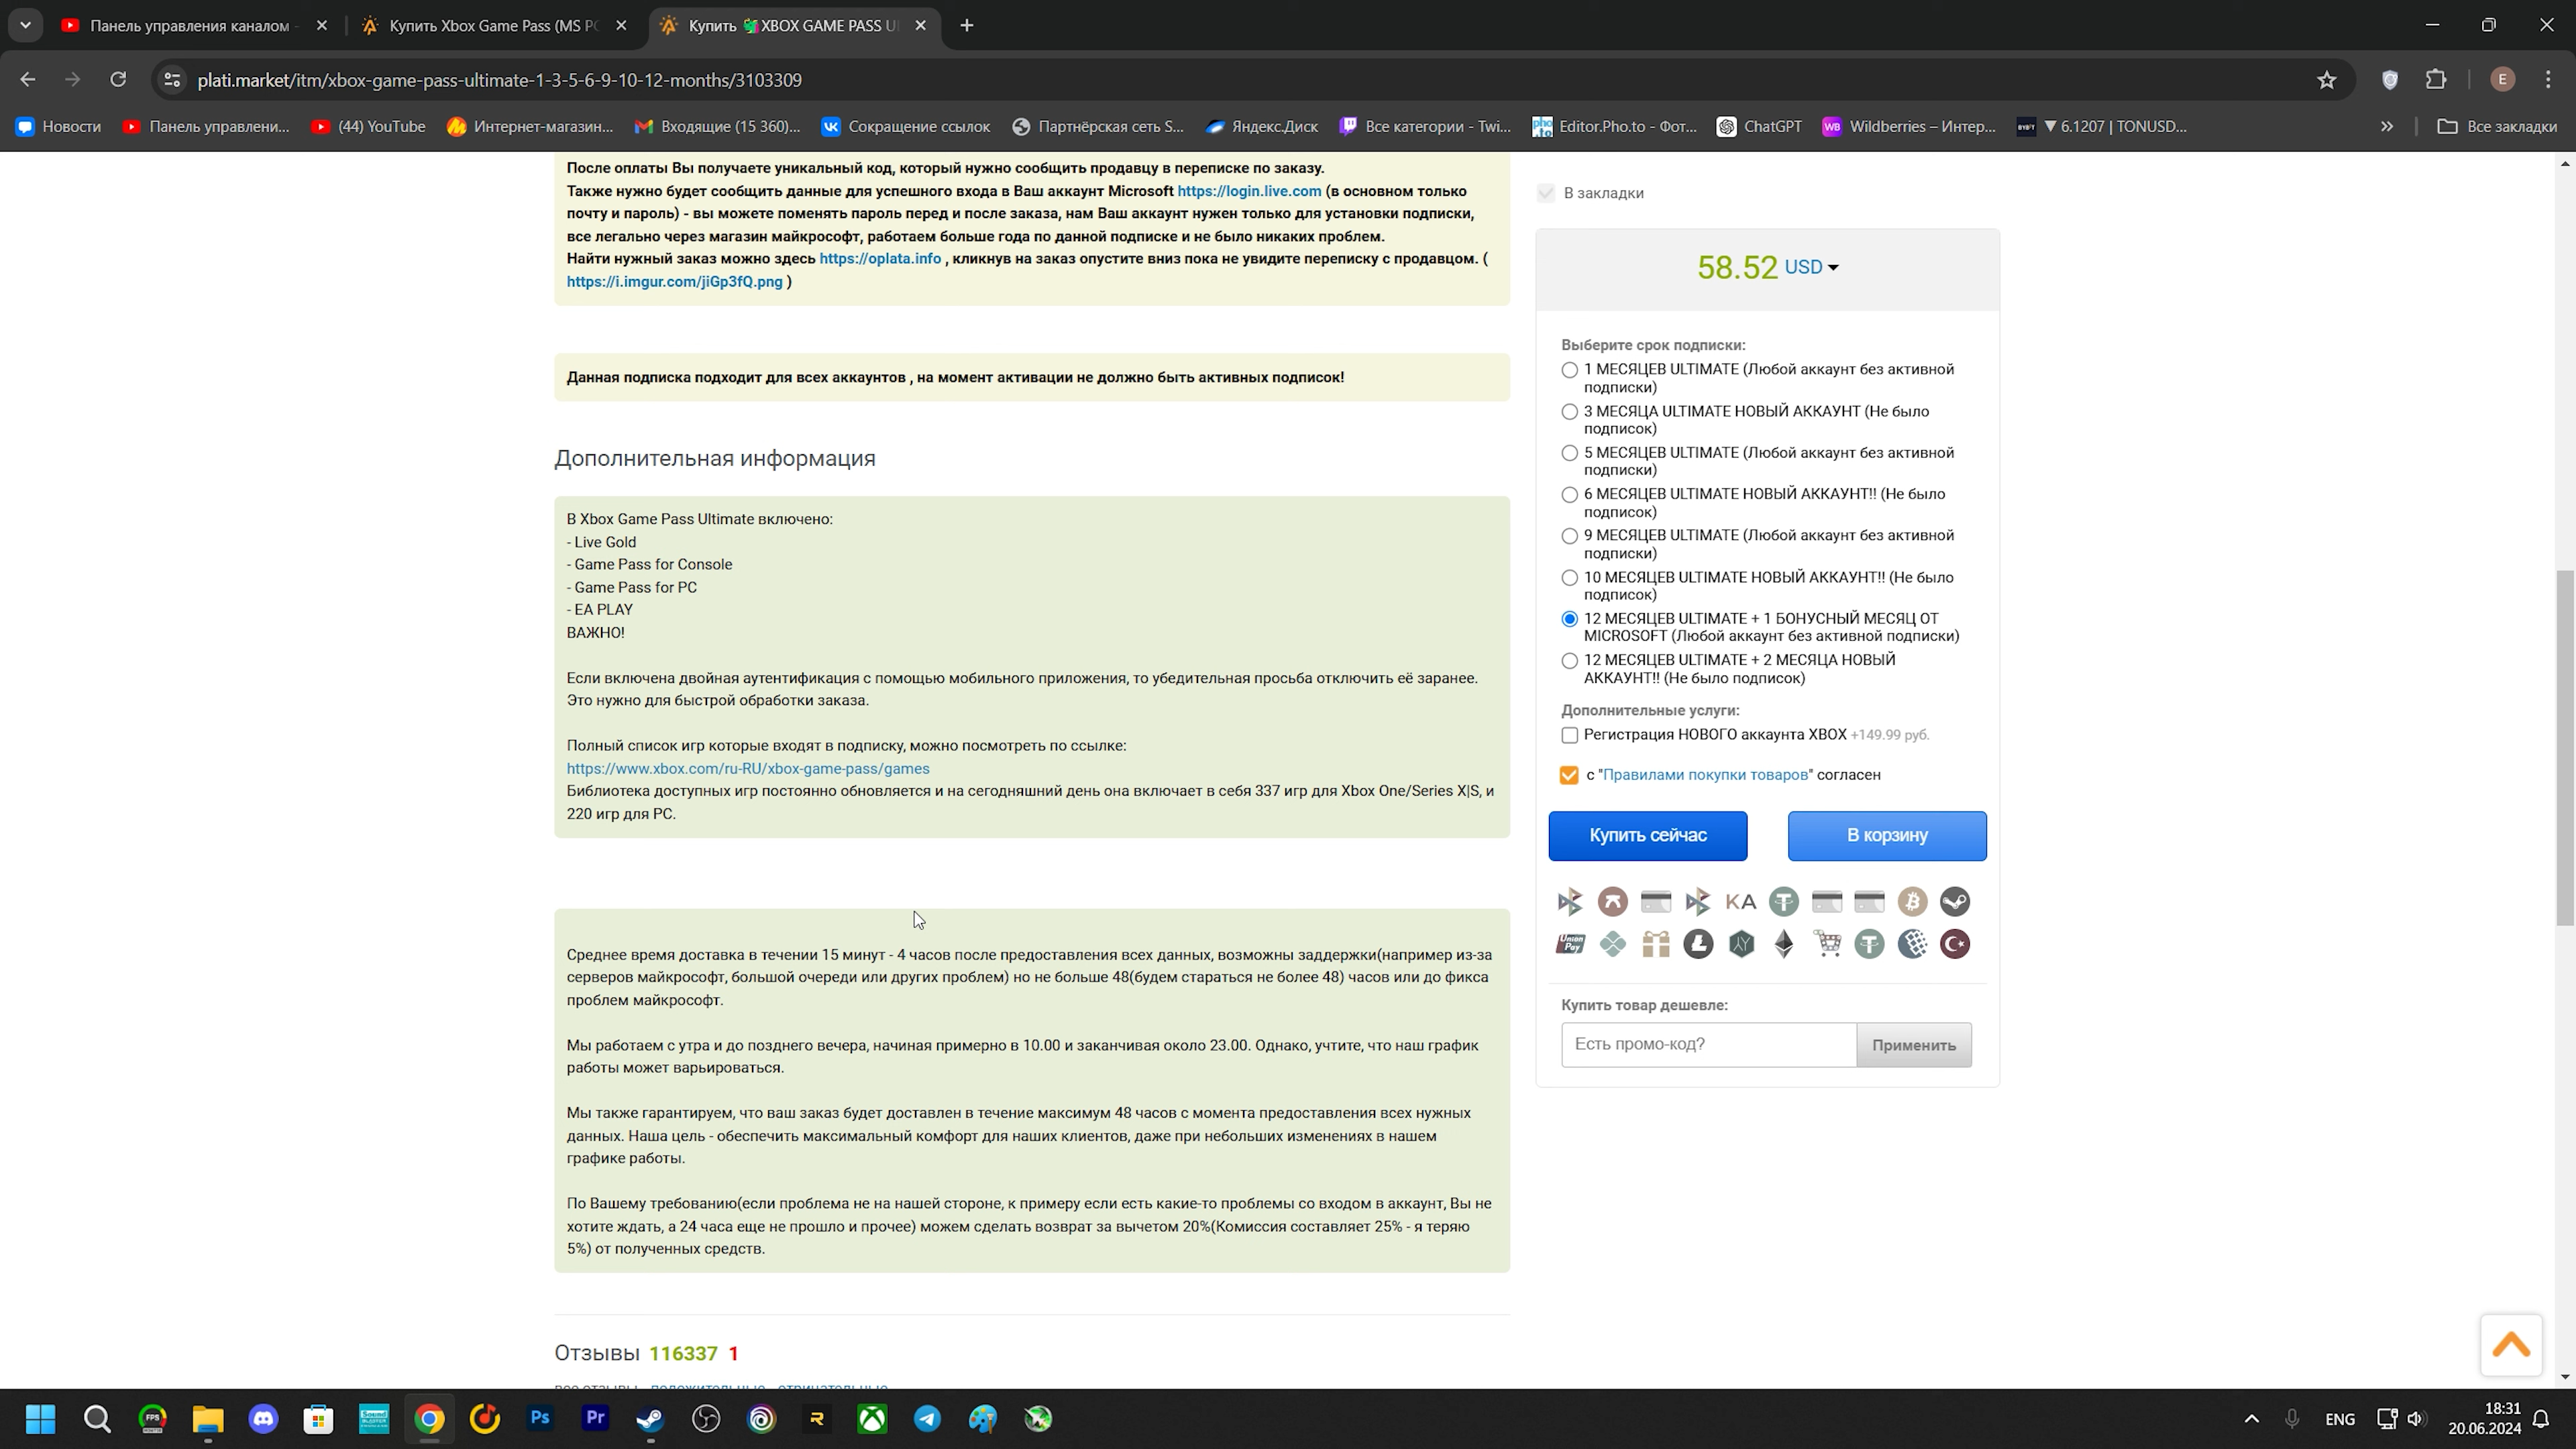 Панель управления каналом -
Купить Xbox Game Pass (MS PC
Купить XBOX GAME PASS UL
plati.market/itm/xbox-game-pass-ultimate-1-3-5-6-9-10-12-months/3103309
E
Новости
Панель управлени...
(44) YouTube
Интернет-магазин...
Входящие (15 360)...
Сокращение ссылок
Партнёрская сеть S...
Яндекс.Диск
Все категории - Twi...
Editor.Pho.to - Фот...
ChatGPT
Wildberries – Интер...
▼ 6.1207 | TONUSD...
Все закладки
После оплаты Вы получаете уникальный код, который нужно сообщить продавцу в переписке по заказу.
Также нужно будет сообщить данные для успешного входа в Ваш аккаунт Microsoft https://login.live.com (в основном только
почту и пароль) - вы можете поменять пароль перед и после заказа, нам Ваш аккаунт нужен только для установки подписки,
все легально через магазин майкрософт, работаем больше года по данной подписке и не было никаких проблем.
Найти нужный заказ можно здесь https://oplata.info , кликнув на заказ опустите вниз пока не увидите переписку с продавцом. (
https://i.imgur.com/jiGp3fQ.png )
Данная подписка подходит для всех аккаунтов , на момент активации не должно быть активных подписок!
Дополнительная информация
В Xbox Game Pass Ultimate включено:
- Live Gold
- Game Pass for Console
- Game Pass for PC
- EA PLAY
ВАЖНО!
Если включена двойная аутентификация с помощью мобильного приложения, то убедительная просьба отключить её заранее.
Это нужно для быстрой обработки заказа.
Полный список игр которые входят в подписку, можно посмотреть по ссылке:
https://www.xbox.com/ru-RU/xbox-game-pass/games
Библиотека доступных игр постоянно обновляется и на сегодняшний день она включает в себя 337 игр для Xbox One/Series X|S, и
220 игр для PC.
Среднее время доставка в течении 15 минут - 4 часов после предоставления всех данных, возможны заддержки(например из-за
серверов майкрософт, большой очереди или других проблем) но не больше 48(будем стараться не более 48) часов или до фикса
проблем майкрософт.
Мы работаем с утра и до позднего вечера, начиная примерно в 10.00 и заканчивая около 23.00. Однако, учтите, что наш график
работы может варьироваться.
Мы также гарантируем, что ваш заказ будет доставлен в течение максимум 48 часов с момента предоставления всех нужных
данных. Наша цель - обеспечить максимальный комфорт для наших клиентов, даже при небольших изменениях в нашем
графике работы.
По Вашему требованию(если проблема не на нашей стороне, к примеру если есть какие-то проблемы со входом в аккаунт, Вы не
хотите ждать, а 24 часа еще не прошло и прочее) можем сделать возврат за вычетом 20%(Комиссия составляет 25% - я теряю
5%) от полученных средств.
Отзывы 116337 1
В закладки
58.52 USD
Выберите срок подписки:
1 МЕСЯЦЕВ ULTIMATE (Любой аккаунт без активной
подписки)
3 МЕСЯЦА ULTIMATE НОВЫЙ АККАУНТ (Не было
подписок)
5 МЕСЯЦЕВ ULTIMATE (Любой аккаунт без активной
подписки)
6 МЕСЯЦЕВ ULTIMATE НОВЫЙ АККАУНТ!! (Не было
подписок)
9 МЕСЯЦЕВ ULTIMATE (Любой аккаунт без активной
подписки)
10 МЕСЯЦЕВ ULTIMATE НОВЫЙ АККАУНТ!! (Не было
подписок)
12 МЕСЯЦЕВ ULTIMATE + 1 БОНУСНЫЙ МЕСЯЦ ОТ
MICROSOFT (Любой аккаунт без активной подписки)
12 МЕСЯЦЕВ ULTIMATE + 2 МЕСЯЦА НОВЫЙ
АККАУНТ!! (Не было подписок)
Дополнительные услуги:
Регистрация НОВОГО аккаунта XBOX +149.99 руб.
с "Правилами покупки товаров" согласен
Купить сейчас
В корзину
KA
Union Pay
Купить товар дешевле:
Есть промо-код?
Применить
FPS
Ps
Pr
ENG
18:31
20.06.2024